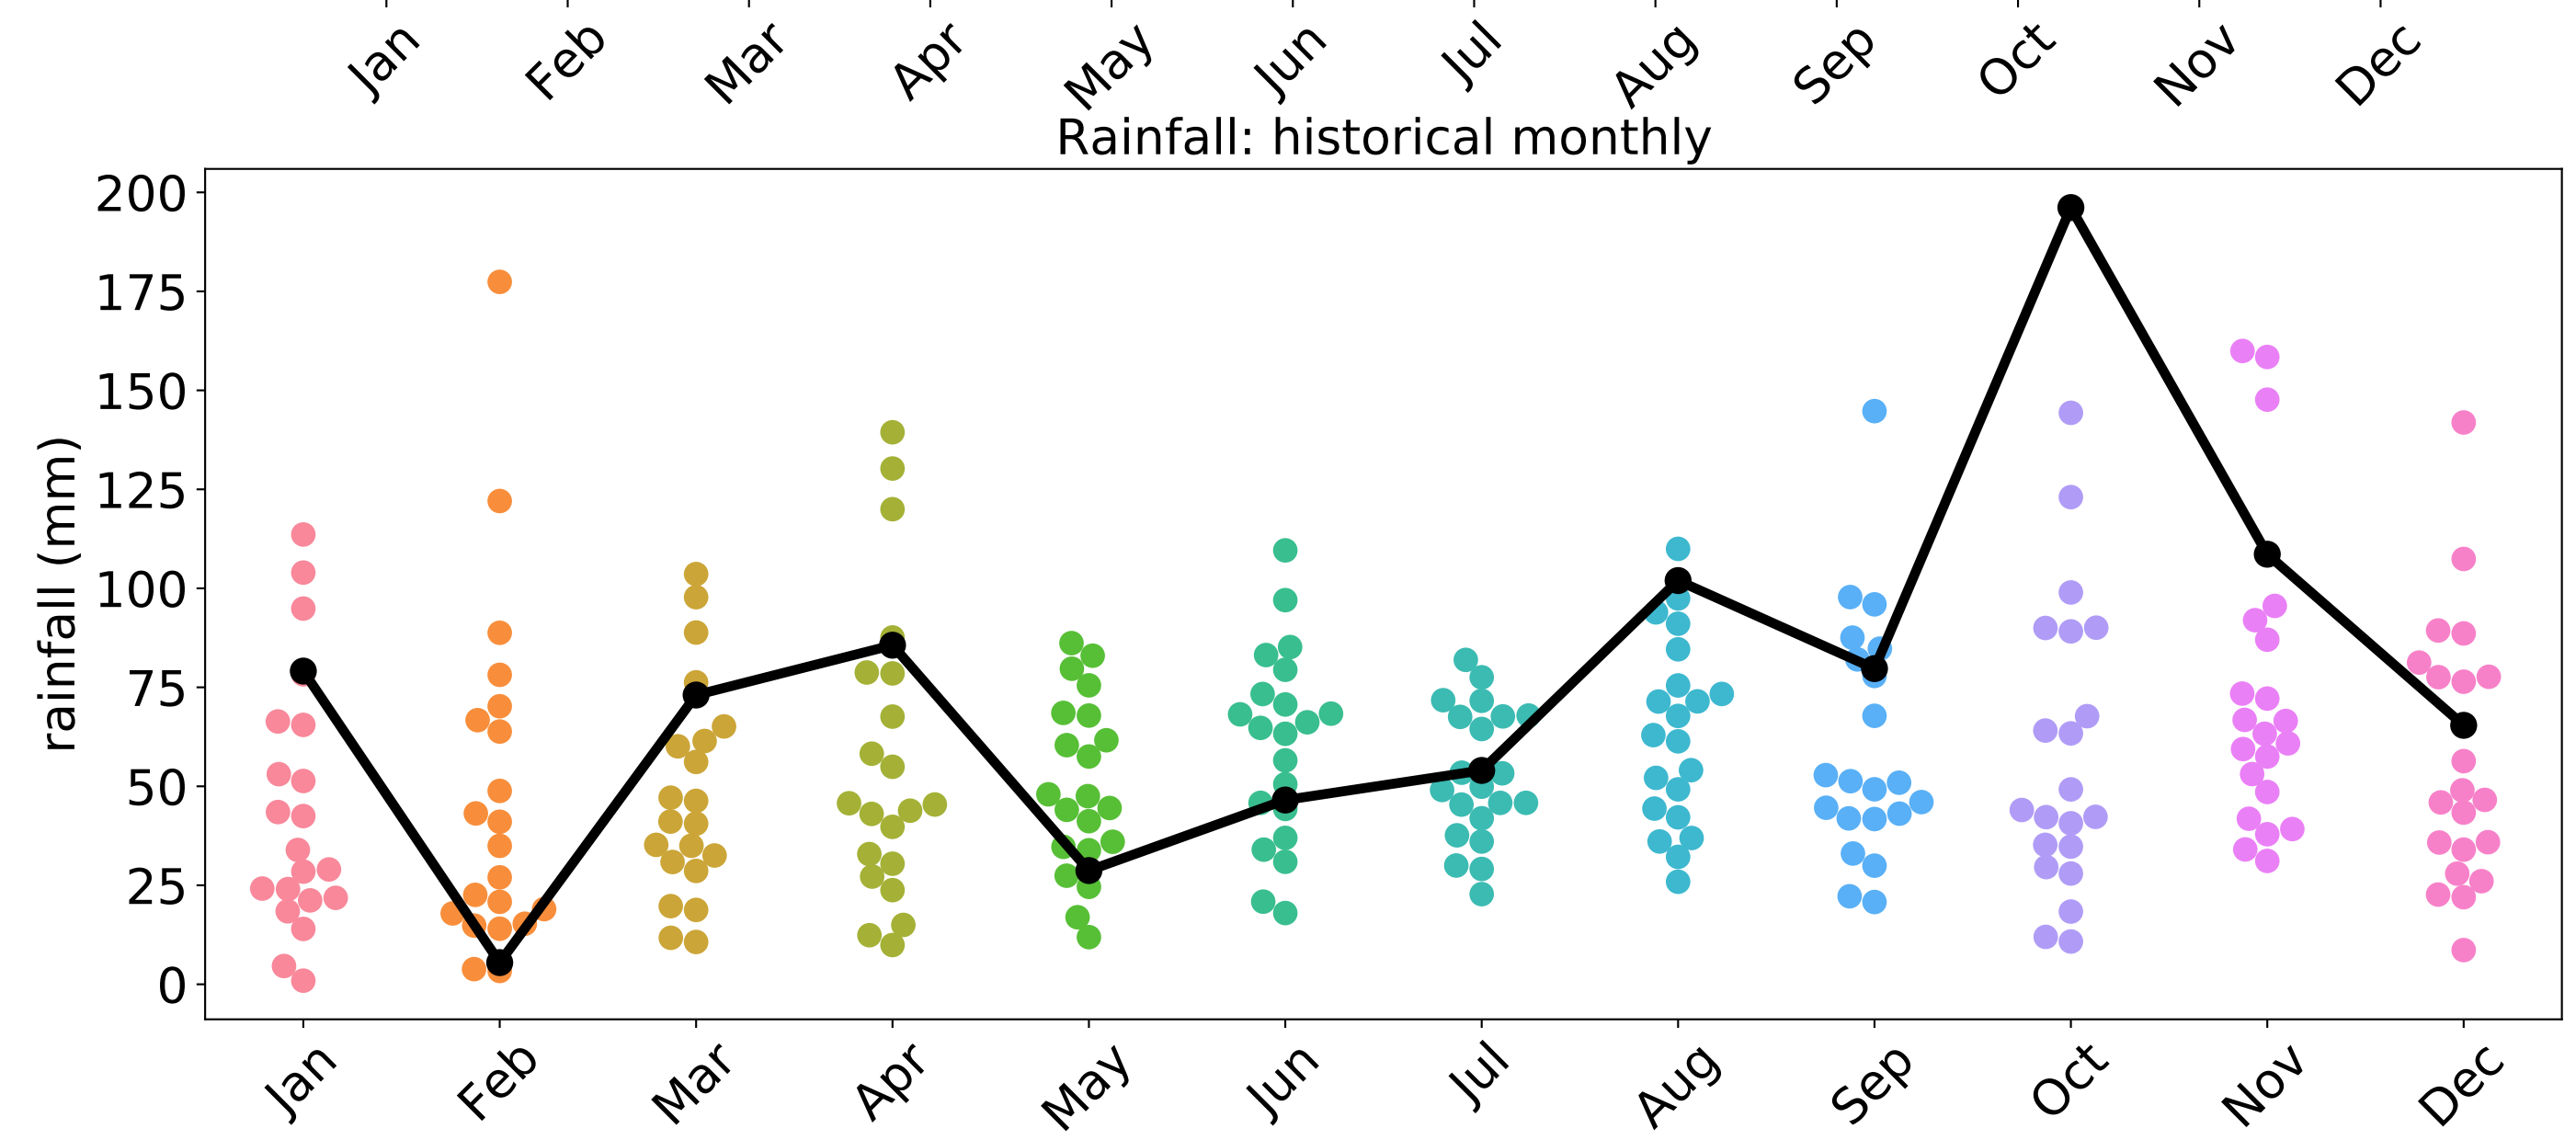 Jan Feb Mar Apr May Jun Jul Aug Sep Oct Nov Dec
Rainfall: historical monthly
rainfall (mm)
200
175
150
125
100
75
50
25
0
Jan Feb Mar Apr May Jun Jul Aug Sep Oct Nov Dec